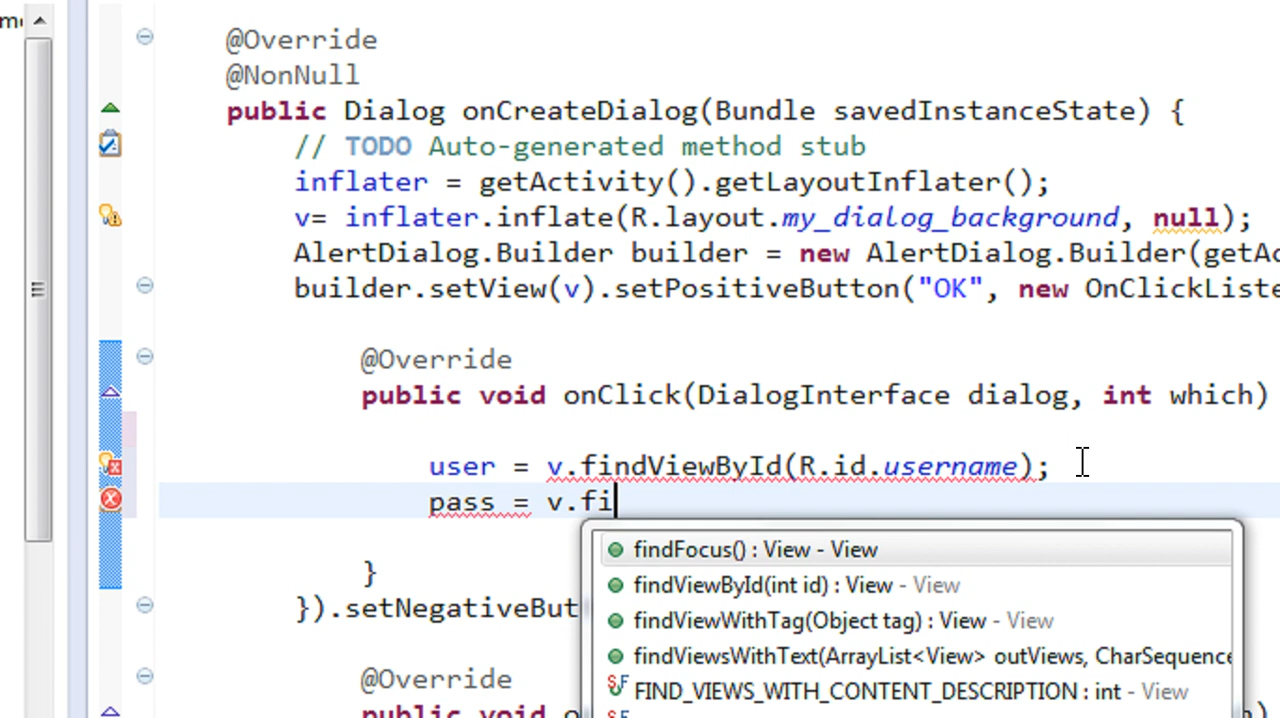 @Override
@NonNull
public Dialog onCreateDialog(Bundle savedInstanceState) {
// TODO Auto-generated method stub
inflater = getActivity().getLayoutInflater();
v= inflater.inflate(R.layout.my_dialog_background, null);
AlertDialog.Builder builder = new AlertDialog.Builder(getAc
builder.setView(v).setPositiveButton("OK", new OnClickListe
@Override
public void onClick(DialogInterface dialog, int which)
user = v.findViewById(R.id.username);
pass = v.fi
findFocus() : View - View
findViewById(int id) : View - View
}
}).setNegativeBut
findViewWithTag(Object tag) : View - View
findViewsWithText(ArrayList<View> outViews, CharSequence
@Override
FIND_VIEWS_WITH_CONTENT_DESCRIPTION : int - View
public void o